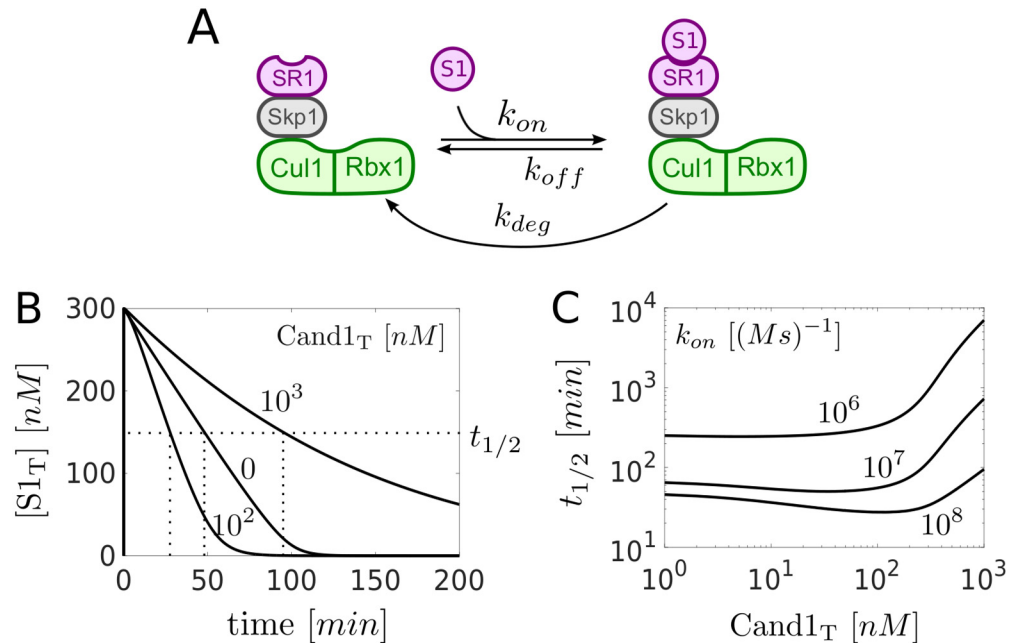 A
S1
SR1
Skp1
Cul1 Rbx1
S1
k_on
k_off
k_deg
S1
SR1
Skp1
Cul1 Rbx1
B
[S1_T] [nM]
300
200
100
0
Cand1_T [nM]
10^3
0
10^2
t_1/2
0 50 100 150 200
time [min]
C
t_1/2 [min]
10^4
10^3
10^2
10^1
k_on [(Ms)^-1]
10^6
10^7
10^8
10^0 10^1 10^2 10^3
Cand1_T [nM]